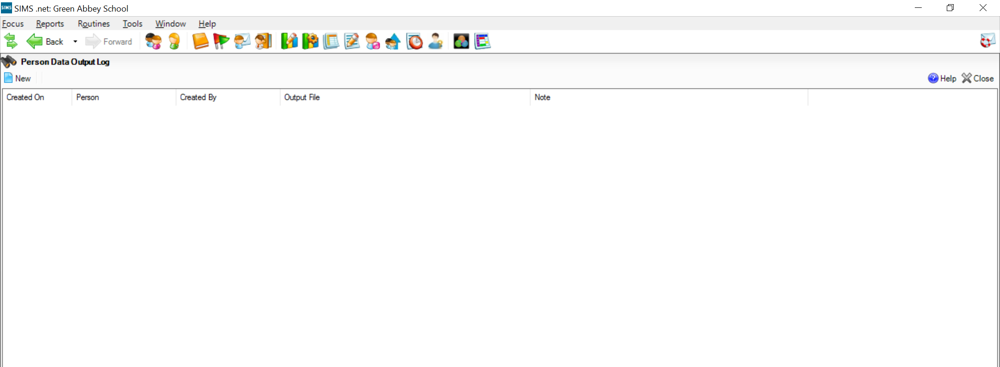 SIMS SIMS .net: Green Abbey School
Focus Reports Routines Tools Window Help
Back Forward
Person Data Output Log
New Help Close
Created On Person Created By Output File Note